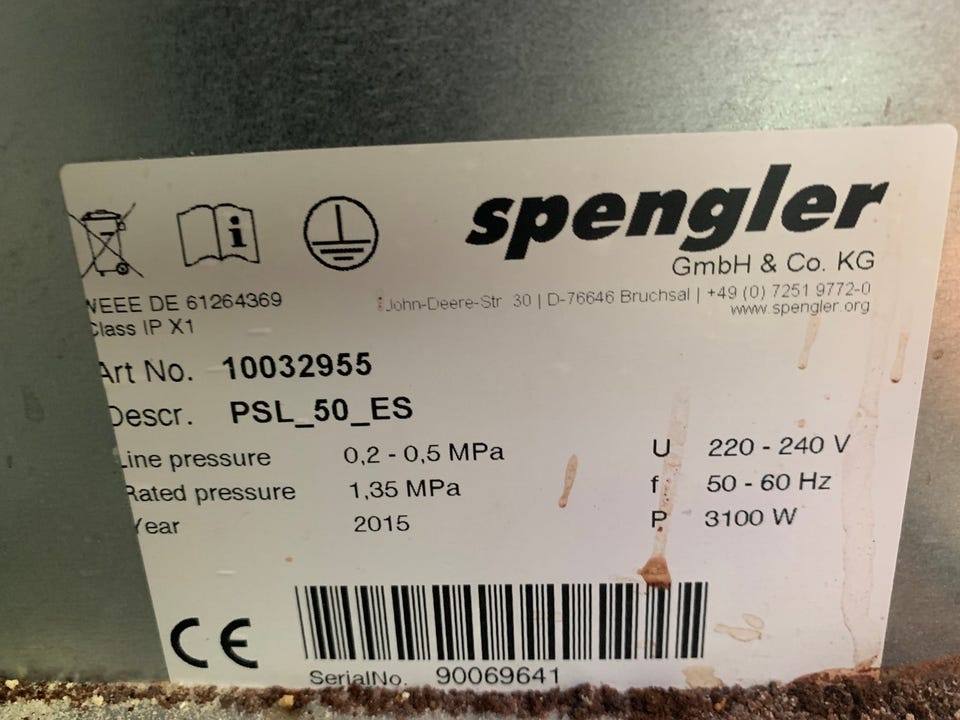 spengler
GmbH & Co. KG
John-Deere-Str. 30 | D-76646 Bruchsal | +49 (0) 7251 9772-0
www.spengler.org
WEEE DE 61264369
Class IP X1
Art No. 10032955
Descr. PSL_50_ES
Line pressure 0,2 - 0,5 MPa
Rated pressure 1,35 MPa
Year 2015
U 220 - 240 V
f 50 - 60 Hz
P 3100 W
CE
SerialNo. 90069641